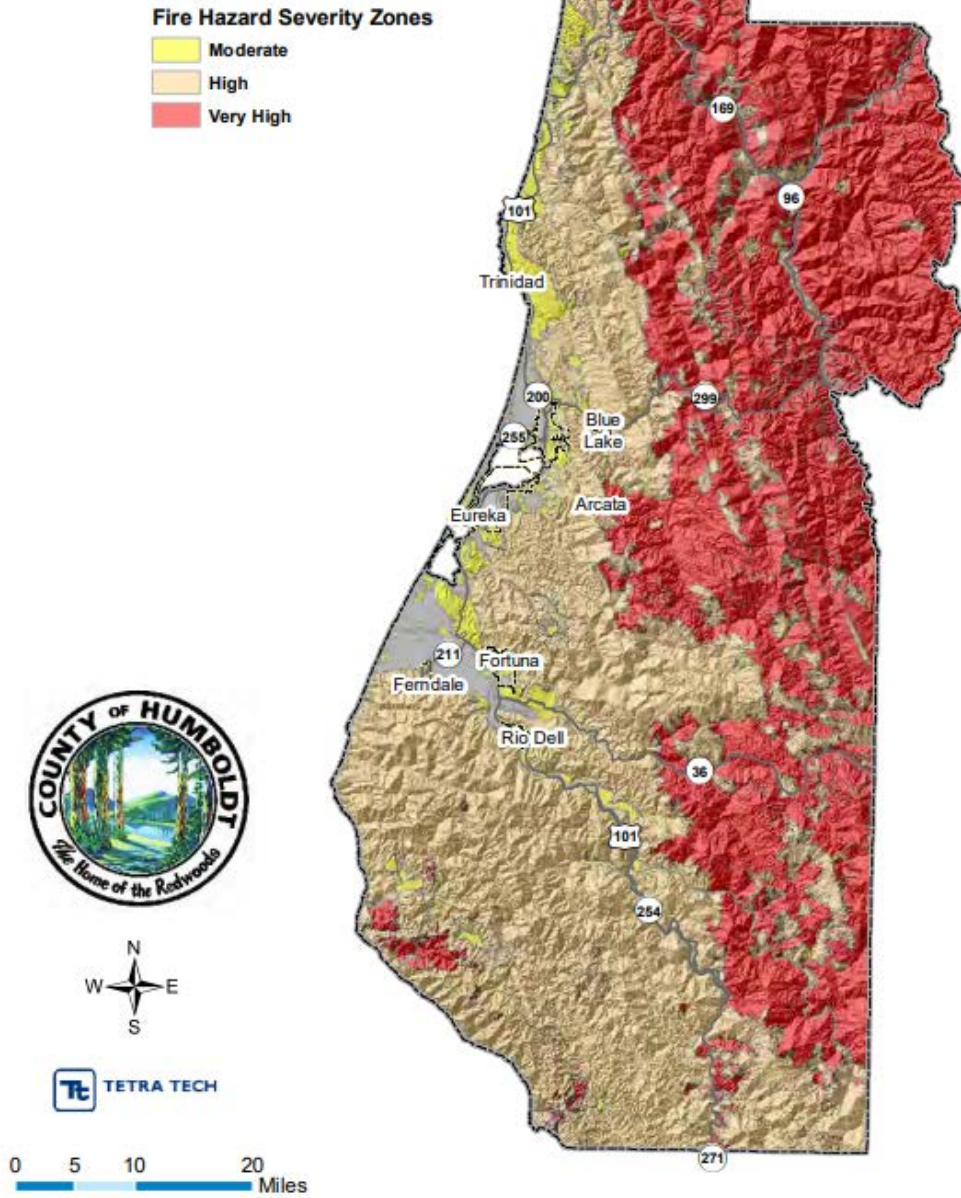 Fire Hazard Severity Zones
Moderate
High
Very High
169
96
101
Trinidad
200
299
Blue
Lake
255
Arcata
Eureka
211
Fortuna
Ferndale
Rio Dell
36
101
254
271
COUNTY OF HUMBOLDT
The Home of the Redwoods
N
W E
S
Tt TETRA TECH
0 5 10 20
Miles